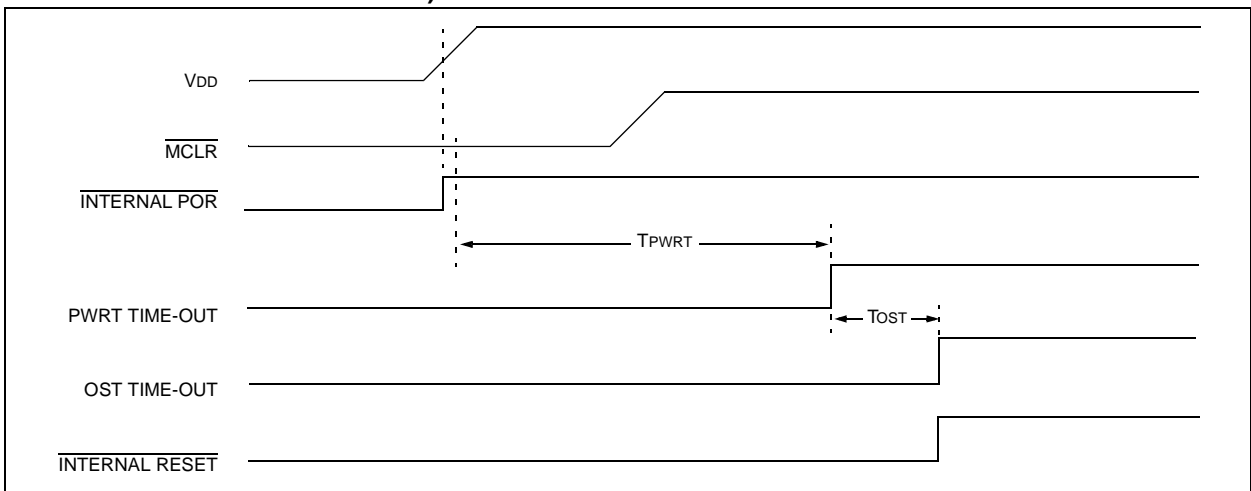 VDD
MCLR
INTERNAL POR
TPWRT
PWRT TIME-OUT
TOST
OST TIME-OUT
INTERNAL RESET